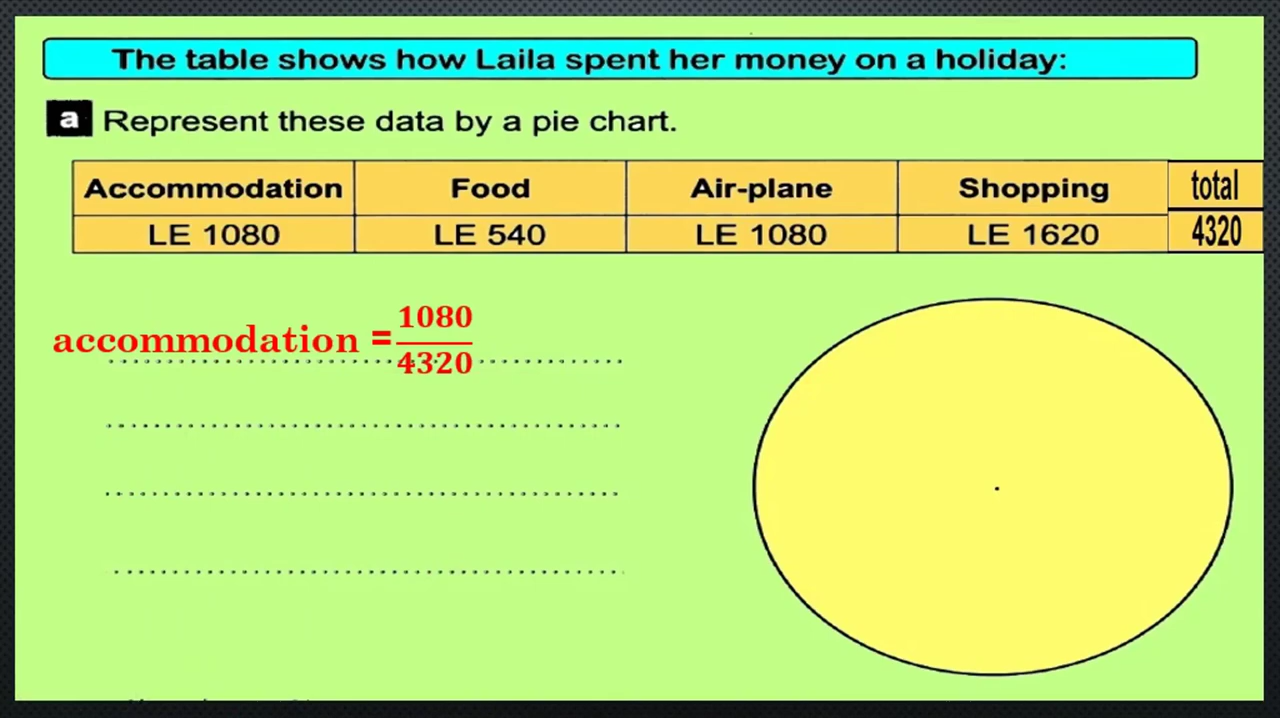 The table shows how Laila spent her money on a holiday:
a Represent these data by a pie chart.
Accommodation Food Air-plane Shopping total
LE 1080 LE 540 LE 1080 LE 1620 4320
accommodation = 1080/4320